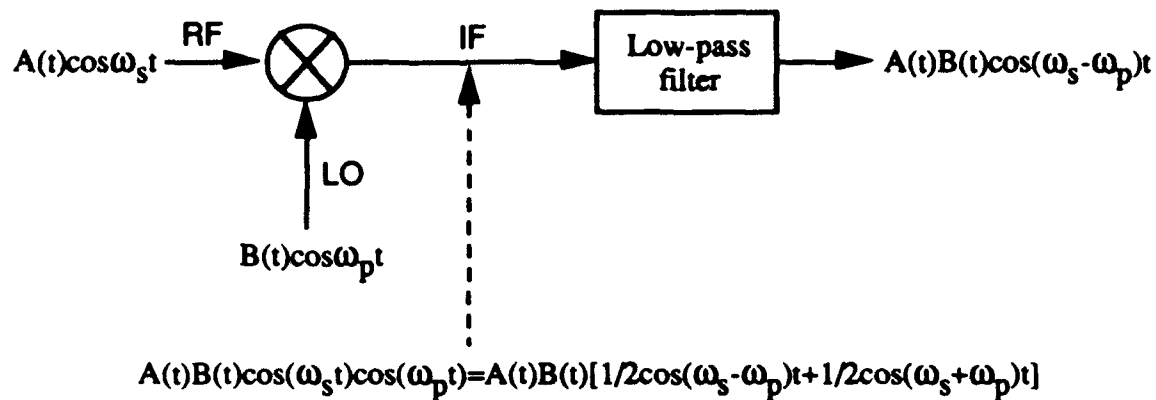 A(t)cosω_st
RF
IF
Low-pass
filter
A(t)B(t)cos(ω_s-ω_p)t
LO
B(t)cosω_pt
A(t)B(t)cos(ω_st)cos(ω_pt)=A(t)B(t)[1/2cos(ω_s-ω_p)t+1/2cos(ω_s+ω_p)t]